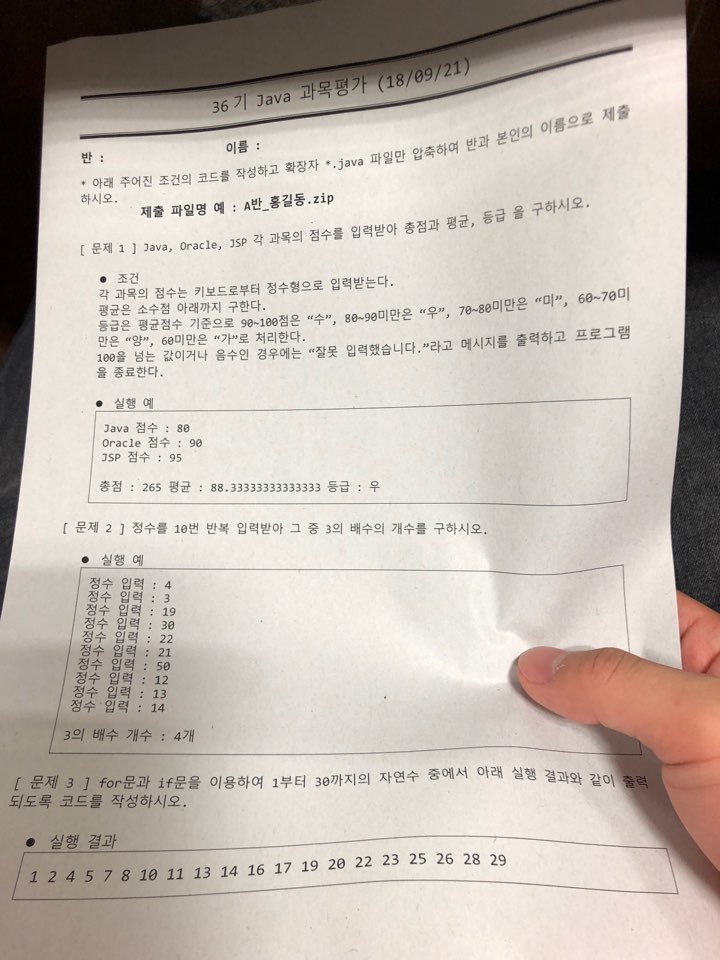 36기 Java 과목평가 (18/09/21)
반 : 이름 :
* 아래 주어진 조건의 코드를 작성하고 확장자 *.java 파일만 압축하여 반과 본인의 이름으로 제출
하시오.
제출 파일명 예 : A반_홍길동.zip
[ 문제 1 ] Java, Oracle, JSP 각 과목의 점수를 입력받아 총점과 평균, 등급 을 구하시오.
● 조건
각 과목의 점수는 키보드로부터 정수형으로 입력받는다.
평균은 소수점 아래까지 구한다.
등급은 평균점수 기준으로 90~100점은 “수”, 80~90미만은 “우”, 70~80미만은 “미”, 60~70미
만은 “양”, 60미만은 “가”로 처리한다.
100을 넘는 값이거나 음수인 경우에는 “잘못 입력했습니다.”라고 메시지를 출력하고 프로그램
을 종료한다.
● 실행 예
Java 점수 : 80
Oracle 점수 : 90
JSP 점수 : 95
총점 : 265 평균 : 88.33333333333333 등급 : 우
[ 문제 2 ] 정수를 10번 반복 입력받아 그 중 3의 배수의 개수를 구하시오.
● 실행 예
정수 입력 : 4
정수 입력 : 3
정수 입력 : 19
정수 입력 : 30
정수 입력 : 22
정수 입력 : 21
정수 입력 : 50
정수 입력 : 12
정수 입력 : 13
정수 입력 : 14
3의 배수 개수 : 4개
[ 문제 3 ] for문과 if문을 이용하여 1부터 30까지의 자연수 중에서 아래 실행 결과와 같이 출력
되도록 코드를 작성하시오.
● 실행 결과
1 2 4 5 7 8 10 11 13 14 16 17 19 20 22 23 25 26 28 29